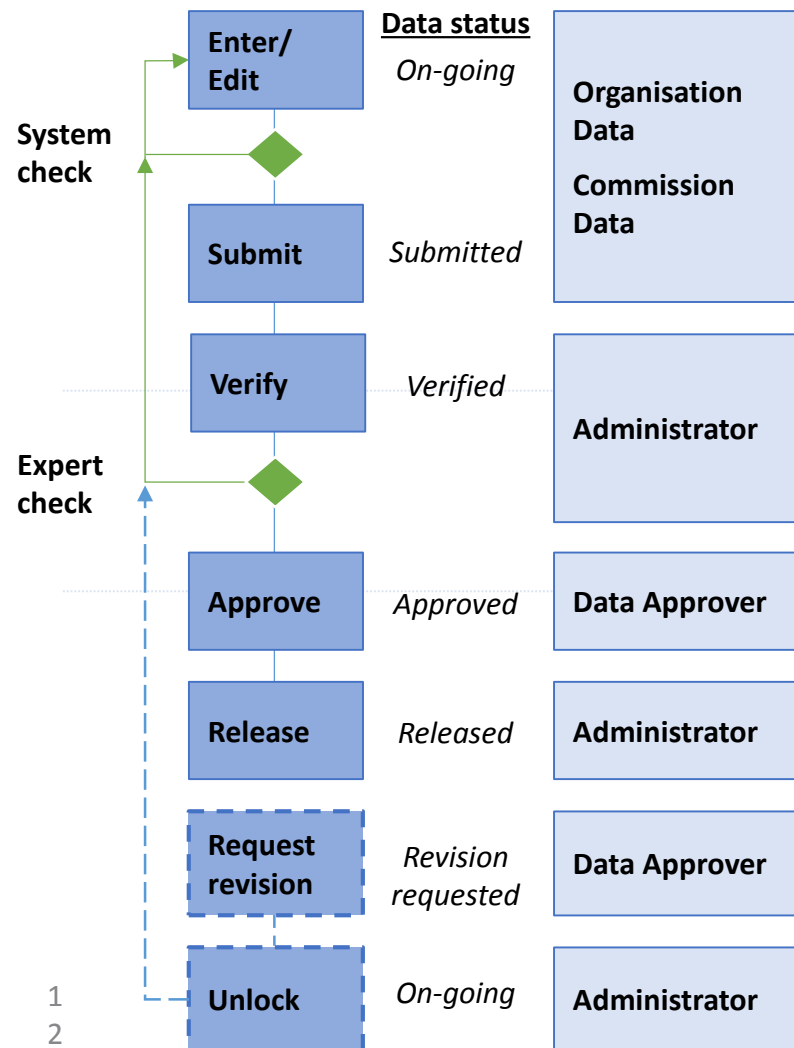 Data status
Enter/
Edit
On-going
Organisation
Data
Commission
Data
System
check
Submit
Submitted
Verify
Verified
Administrator
Expert
check
Approve
Approved
Data Approver
Release
Released
Administrator
Request
revision
Revision
requested
Data Approver
Unlock
On-going
Administrator
1
2